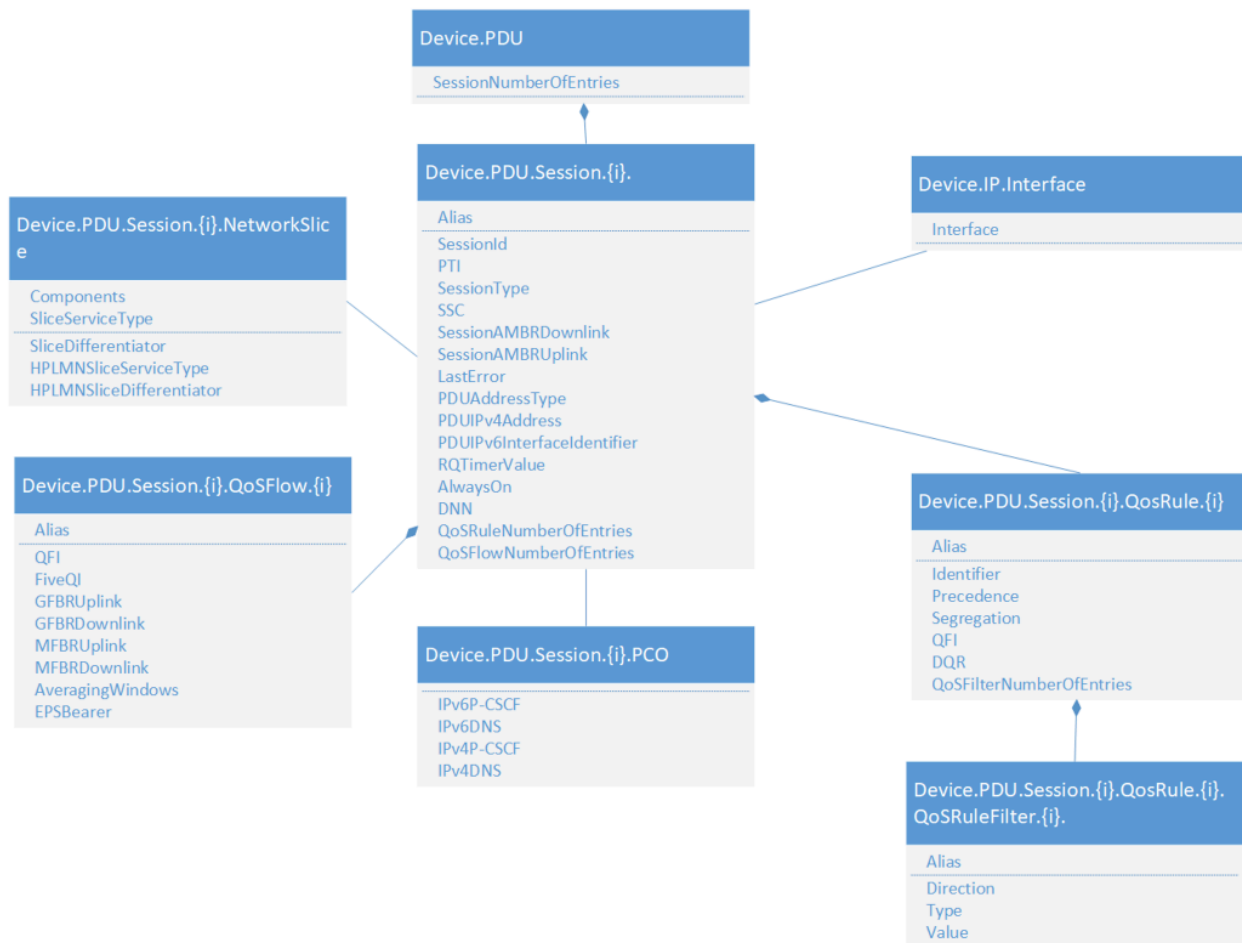 Device.PDU
SessionNumberOfEntries
Device.PDU.Session.{i}.
Alias
SessionId
PTI
SessionType
SSC
SessionAMBRDownlink
SessionAMBRUplink
LastError
PDUAddressType
PDUIPv4Address
PDUIPv6InterfaceIdentifier
RQTimerValue
AlwaysOn
DNN
QoSRuleNumberOfEntries
QoSFlowNumberOfEntries
Device.IP.Interface
Interface
Device.PDU.Session.{i}.NetworkSlic
e
Components
SliceServiceType
SliceDifferentiator
HPLMNSliceServiceType
HPLMNSliceDifferentiator
Device.PDU.Session.{i}.QoSFlow.{i}
Alias
QFI
FiveQI
GFBRUplink
GFBRDownlink
MFBRUplink
MFBRDownlink
AveragingWindows
EPSBearer
Device.PDU.Session.{i}.PCO
IPv6P-CSCF
IPv6DNS
IPv4P-CSCF
IPv4DNS
Device.PDU.Session.{i}.QosRule.{i}
Alias
Identifier
Precedence
Segregation
QFI
DQR
QoSFilterNumberOfEntries
Device.PDU.Session.{i}.QosRule.{i}.
QoSRuleFilter.{i}.
Alias
Direction
Type
Value